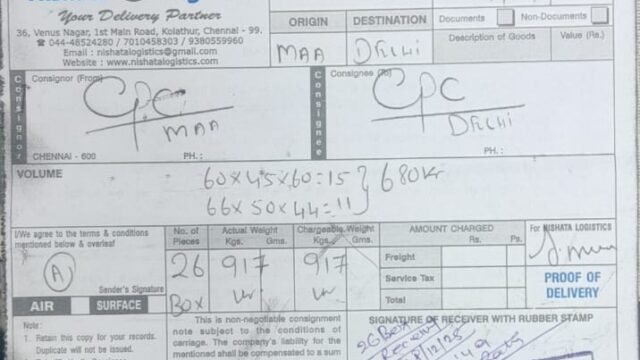 Your Delivery Partner
36, Venus Nagar, 1st Main Road, Kolathur, Chennai - 99.
☎ 044-48524280 / 7010458303 / 9380559960
Email : nishatalogistics@gmail.com
Website : www.nishatalogistics.com
ORIGIN DESTINATION
MAA DELHI
Documents Non-Documents
Description of Goods Value (Rs.)
Consignor
Consignor (From)
CPC
MAA
CHENNAI - 600 PH.:
Consignee
Consignee (To)
CPC
DELHI
PH.:
VOLUME
60x45x60=15
66x50x44=11
} 680 Kr
I/We agree to the terms & conditions
mentioned below & overleaf
A
Sender's Signature
AIR SURFACE
No. of
Pieces
26
BOX
Actual Weight
Kgs. Gms.
917
Chargeable Weight
Kgs. Gms.
917
AMOUNT CHARGED
Rs. Ps.
Freight
Service Tax
Total
For NISHATA LOGISTICS
PROOF OF
DELIVERY
Note :
1. Retain this copy for your records.
Duplicate will not be issued.
This is non-negotiable consignment
note subject to the conditions of
carriage. The company's liability for
the mentioned shall be compensated to a sum
SIGNATURE OF RECEIVER WITH RUBBER STAMP
26 Box